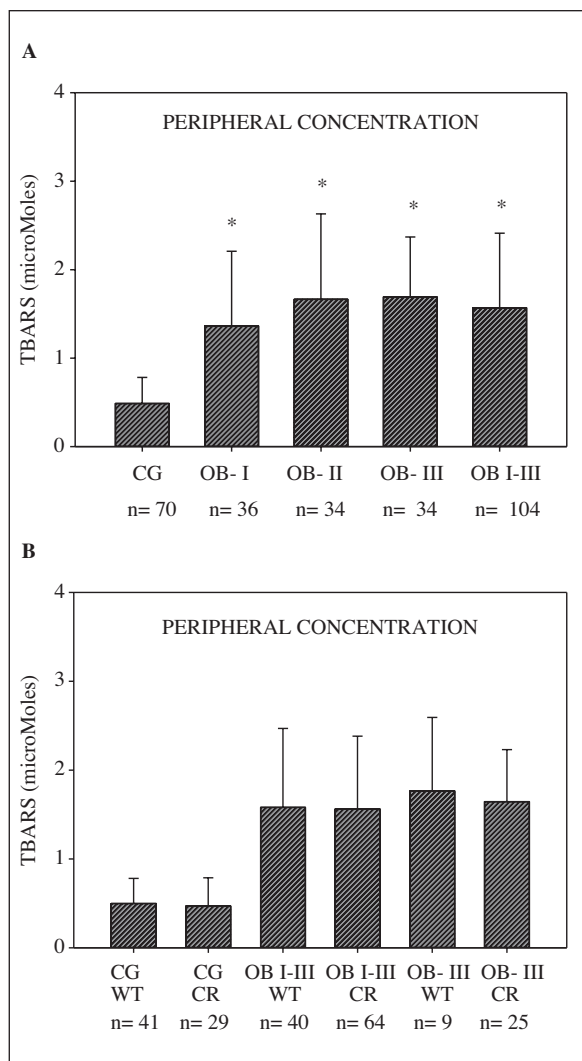 A
PERIPHERAL CONCENTRATION
TBARS (microMoles)
4
3
2
1
0
* * * *
CG OB- I OB- II OB- III OB I-III
n= 70 n= 36 n= 34 n= 34 n= 104
B
PERIPHERAL CONCENTRATION
TBARS (microMoles)
4
3
2
1
0
CG CG OB I-III OB I-III OB- III OB- III
WT CR WT CR WT CR
n= 41 n= 29 n= 40 n= 64 n= 9 n= 25